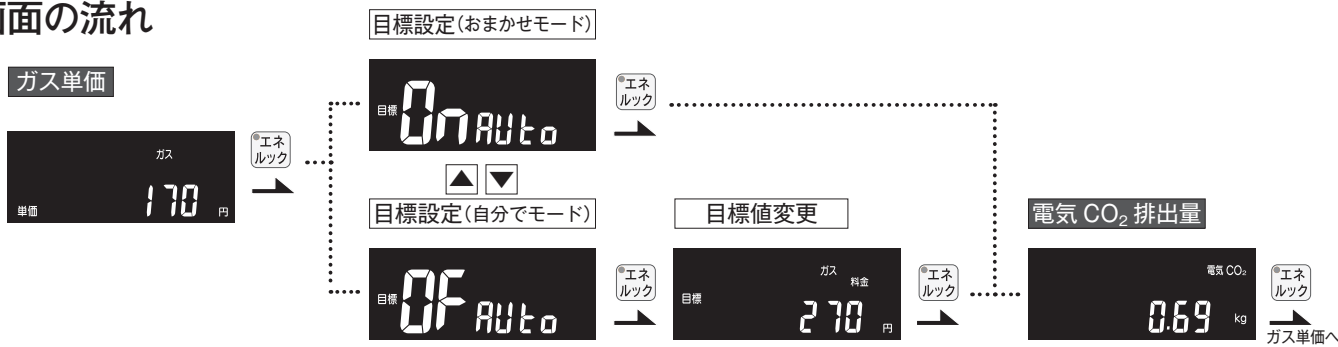 画面の流れ
ガス単価
ガス
単価 170 円
エネ
ルック
目標設定(おまかせモード)
目標 On Auto
エネ
ルック
▲ ▼
目標設定(自分でモード)
目標 OF Auto
エネ
ルック
目標値変更
ガス
料金
目標
270 円
エネ
ルック
電気 CO₂ 排出量
電気 CO₂
0.69 kg
エネ
ルック
ガス単価へ